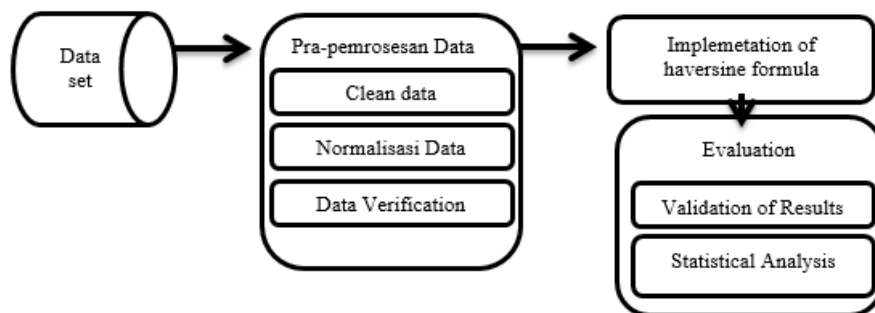 Data
set
Pra-pemrosesan Data
Clean data
Normalisasi Data
Data Verification
Implemetation of
haversine formula
Evaluation
Validation of Results
Statistical Analysis